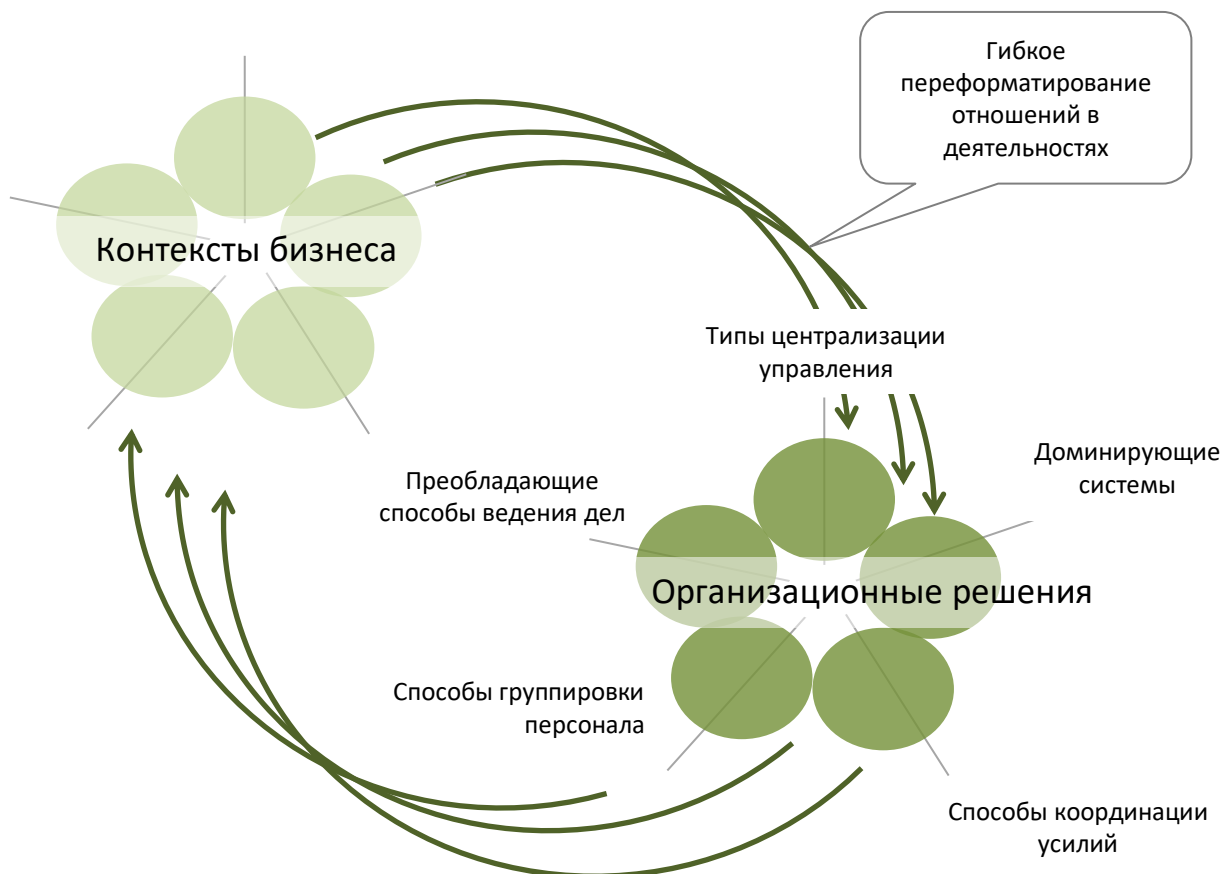 Гибкое
переформатирование
отношений в
деятельностях
Контексты бизнеса
Типы централизации
управления
Доминирующие
системы
Преобладающие
способы ведения дел
Организационные решения
Способы группировки
персонала
Способы координации
усилий